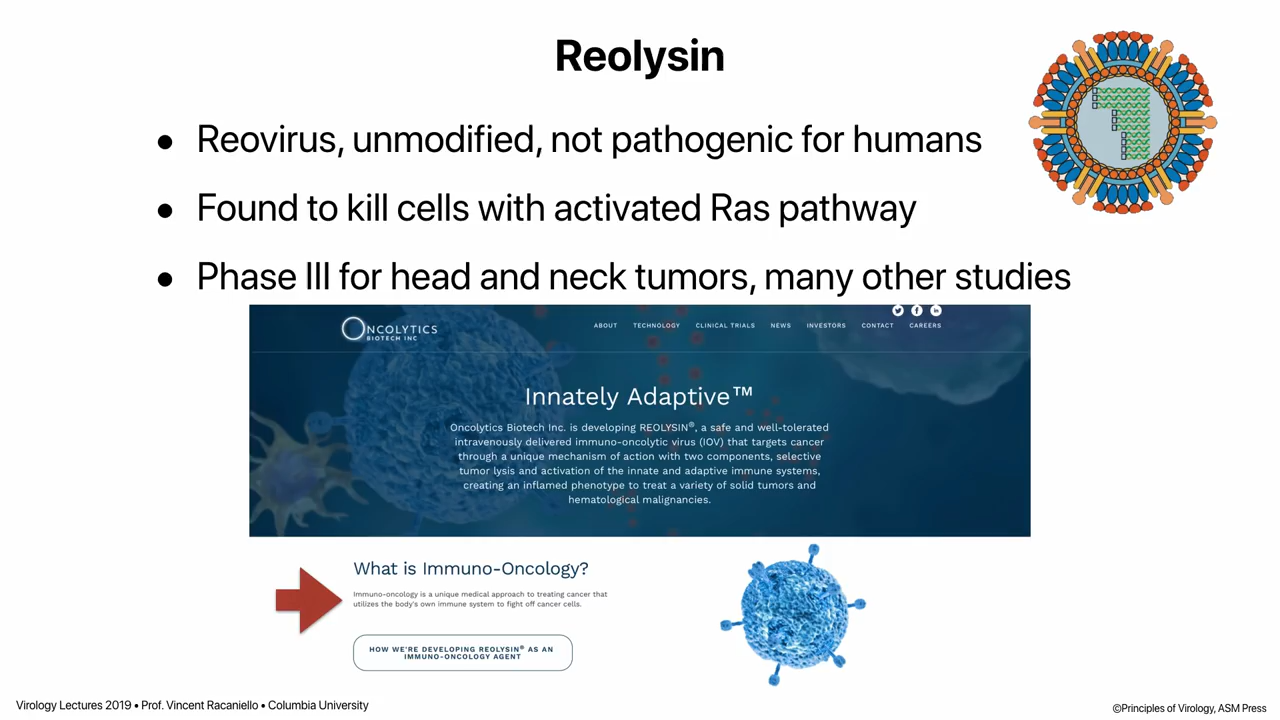 Reolysin
• Reovirus, unmodified, not pathogenic for humans
• Found to kill cells with activated Ras pathway
• Phase III for head and neck tumors, many other studies
ONCOLYTICS
BIOTECH INC
ABOUT TECHNOLOGY CLINICAL TRIALS NEWS INVESTORS CONTACT CAREERS
Innately Adaptive™
Oncolytics Biotech Inc. is developing REOLYSIN®, a safe and well-tolerated
intravenously delivered immuno-oncolytic virus (IOV) that targets cancer
through a unique mechanism of action with two components, selective
tumor lysis and activation of the innate and adaptive immune systems,
creating an inflamed phenotype to treat a variety of solid tumors and
hematological malignancies.
What is Immuno-Oncology?
Immuno-oncology is a unique medical approach to treating cancer that
utilizes the body's own immune system to fight off cancer cells.
HOW WE'RE DEVELOPING REOLYSIN® AS AN
IMMUNO-ONCOLOGY AGENT
Virology Lectures 2019 • Prof. Vincent Racaniello • Columbia University
©Principles of Virology, ASM Press